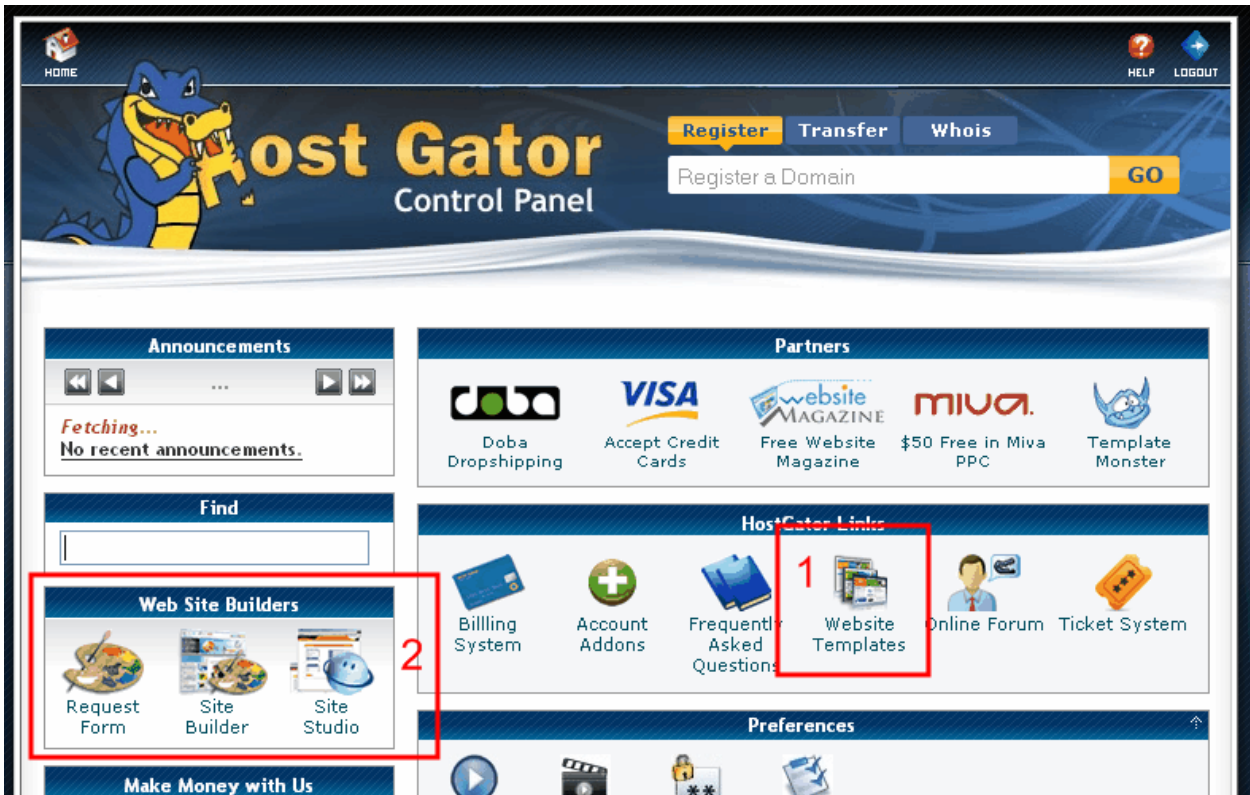 HOME
HELP LOGOUT
Host Gator
Control Panel
Register Transfer Whois
Register a Domain GO
Announcements
...
Fetching...
No recent announcements.
Find
Web Site Builders
2
Request Form
Site Builder
Site Studio
Make Money with Us
Partners
doba
Doba Dropshipping
VISA
Accept Credit Cards
Website MAGAZINE
Free Website Magazine
miva.
$50 Free in Miva PPC
Template Monster
HostGator Links
1
Billling System
Account Addons
Frequently Asked Questions
Website Templates
Online Forum
Ticket System
Preferences
**